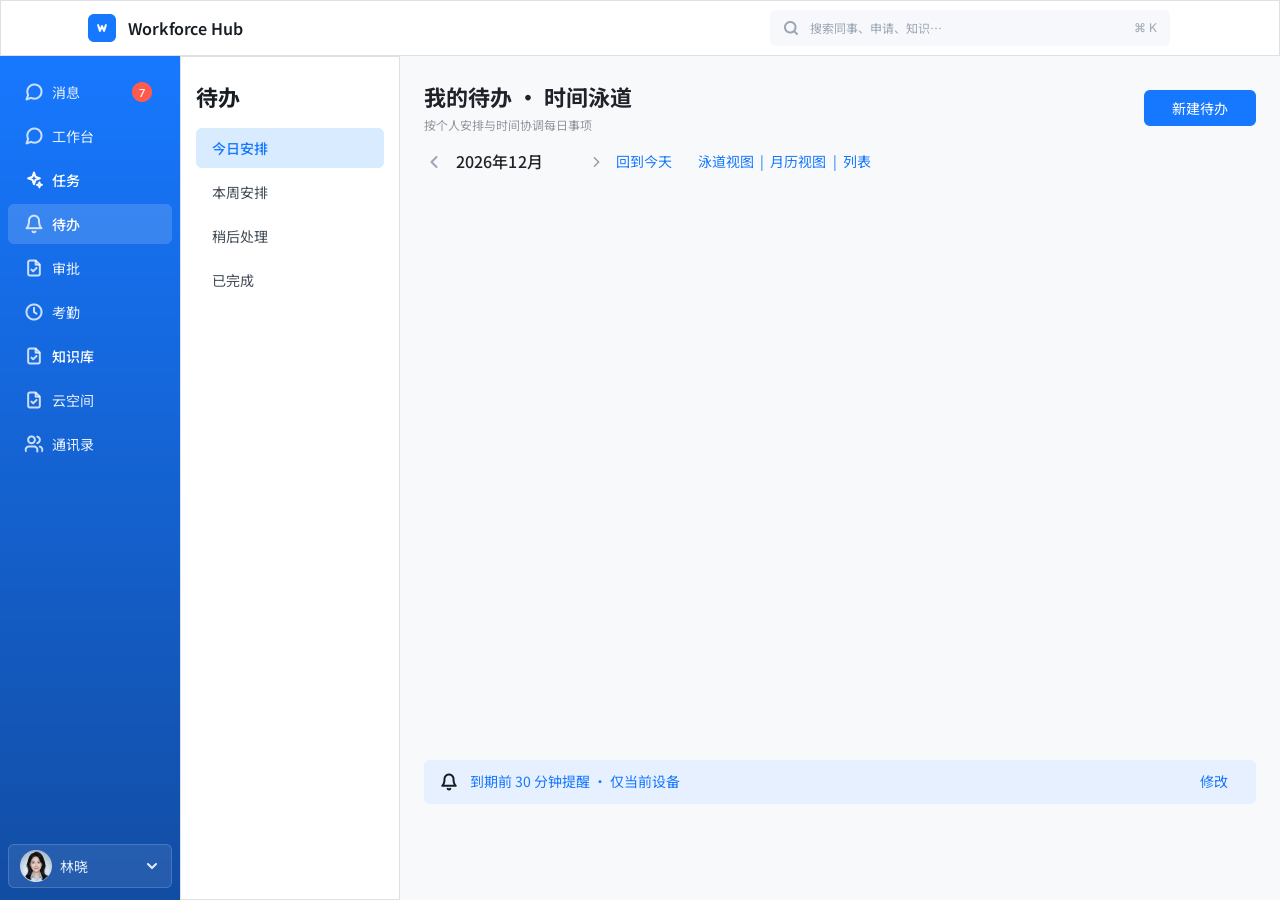 Workforce Hub
搜索同事、申请、知识…
⌘ K
消息
7
工作台
任务
待办
审批
考勤
知识库
云空间
通讯录
林晓
待办
今日安排
本周安排
稍后处理
已完成
我的待办 · 时间泳道
按个人安排与时间协调每日事项
新建待办
2026年12月
回到今天
泳道视图 | 月历视图 | 列表
到期前 30 分钟提醒 · 仅当前设备
修改